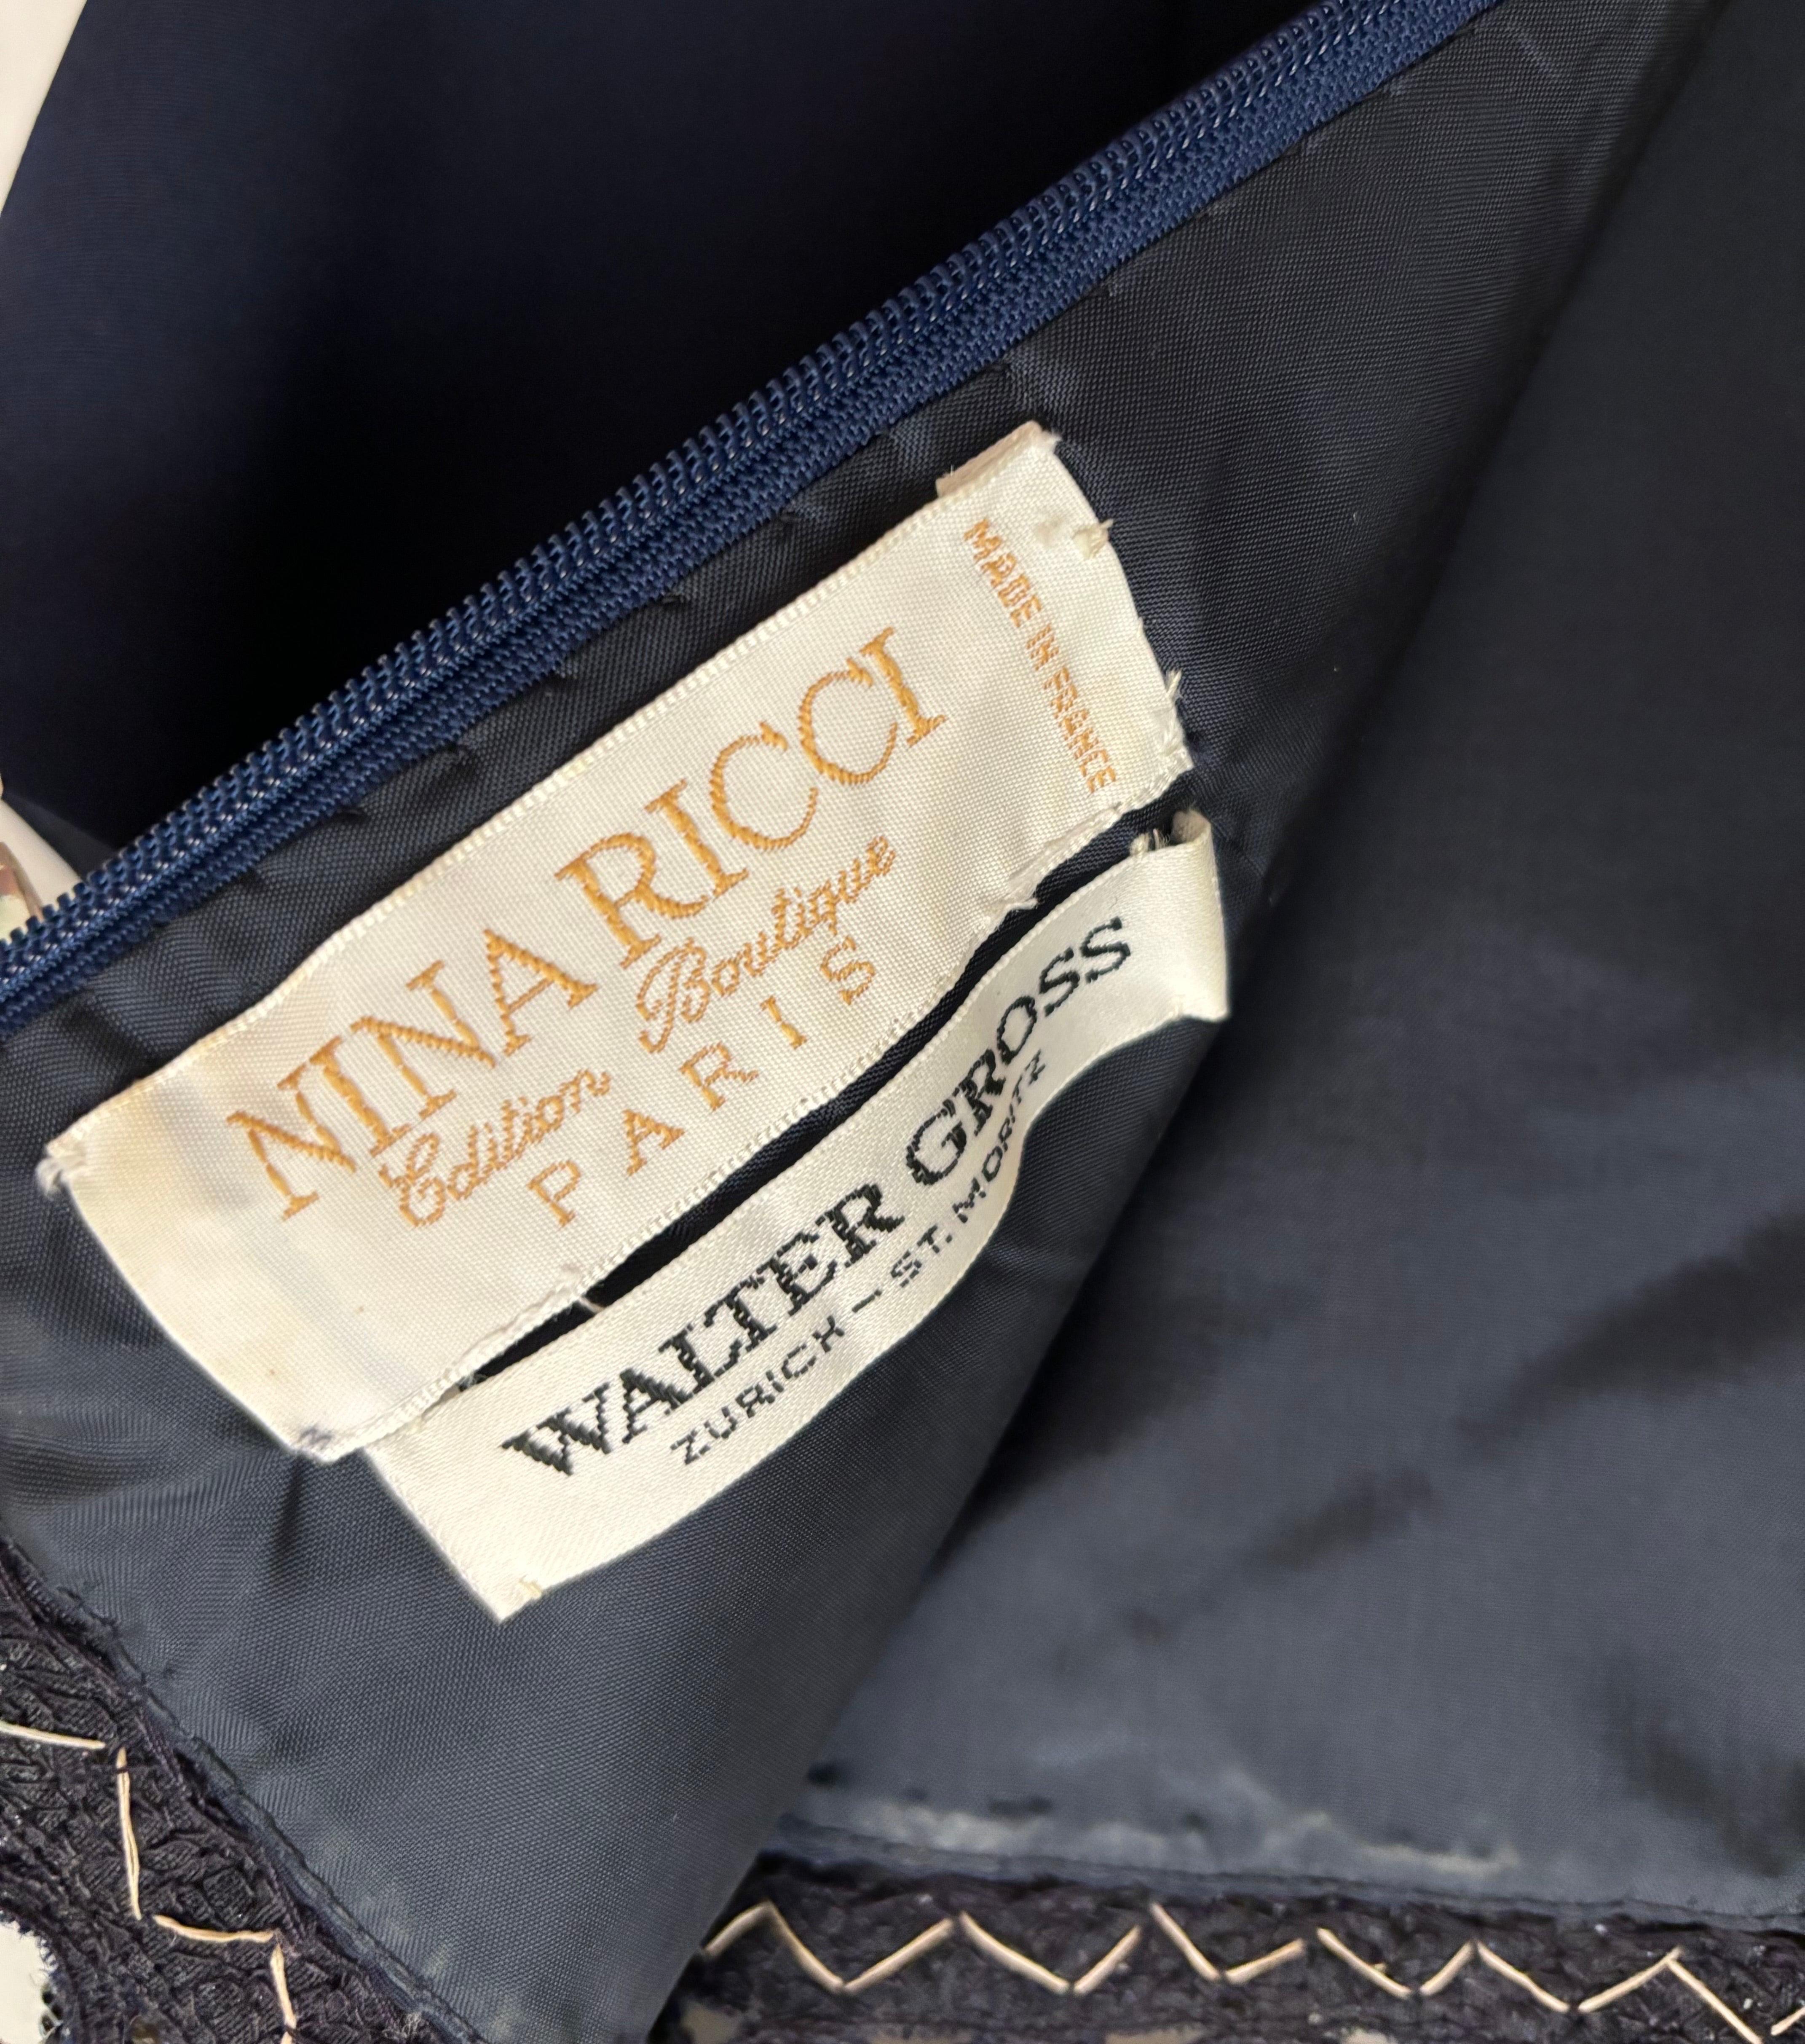 MADE IN FRANCE
NINA RICCI
Edition Boutique
PARIS
WALTER GROSS
ZURICH – ST. MORITZ